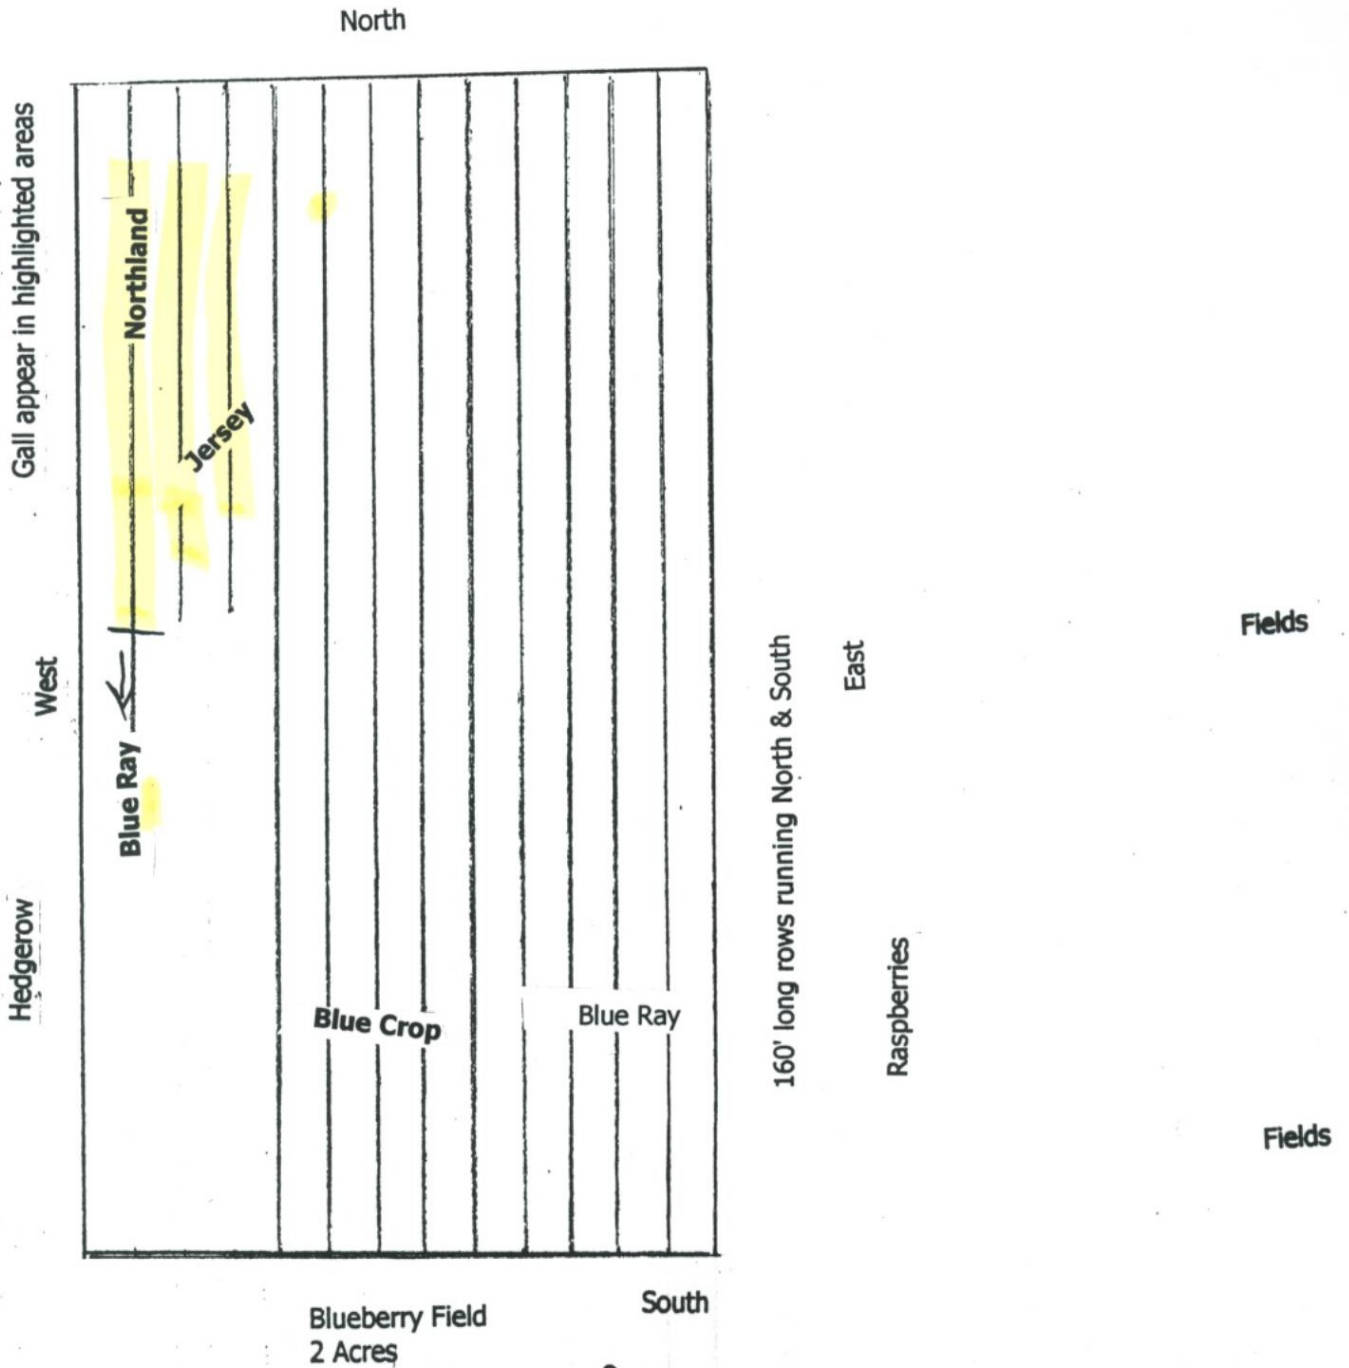 North
Gall appear in highlighted areas
Northland
Jersey
West
Blue Ray
Hedgerow
Blue Crop
Blue Ray
160' long rows running North & South
East
Raspberries
Fields
Fields
South
Blueberry Field
2 Acres